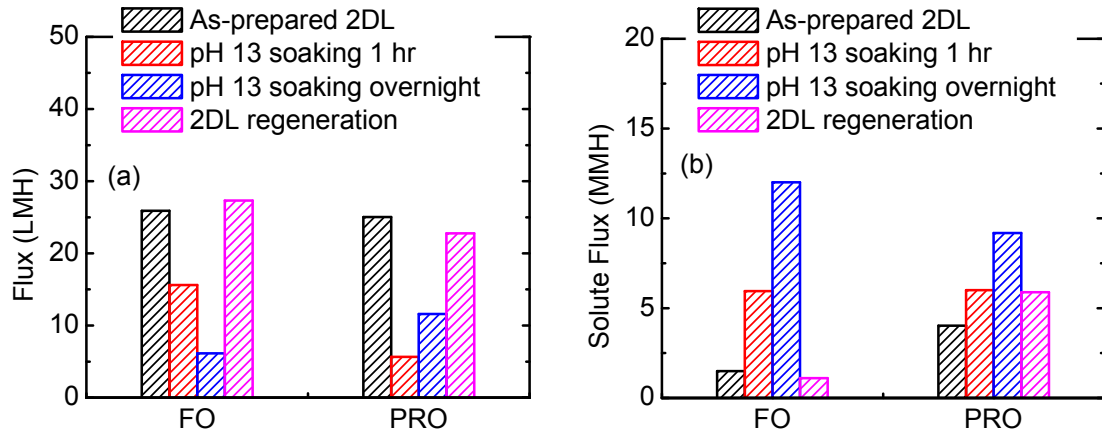 As-prepared 2DL
pH 13 soaking 1 hr
pH 13 soaking overnight
2DL regeneration
50
40
30
20
10
0
Flux (LMH)
(a)
FO
PRO
As-prepared 2DL
pH 13 soaking 1 hr
pH 13 soaking overnight
2DL regeneration
20
15
10
5
0
Solute Flux (MMH)
(b)
FO
PRO